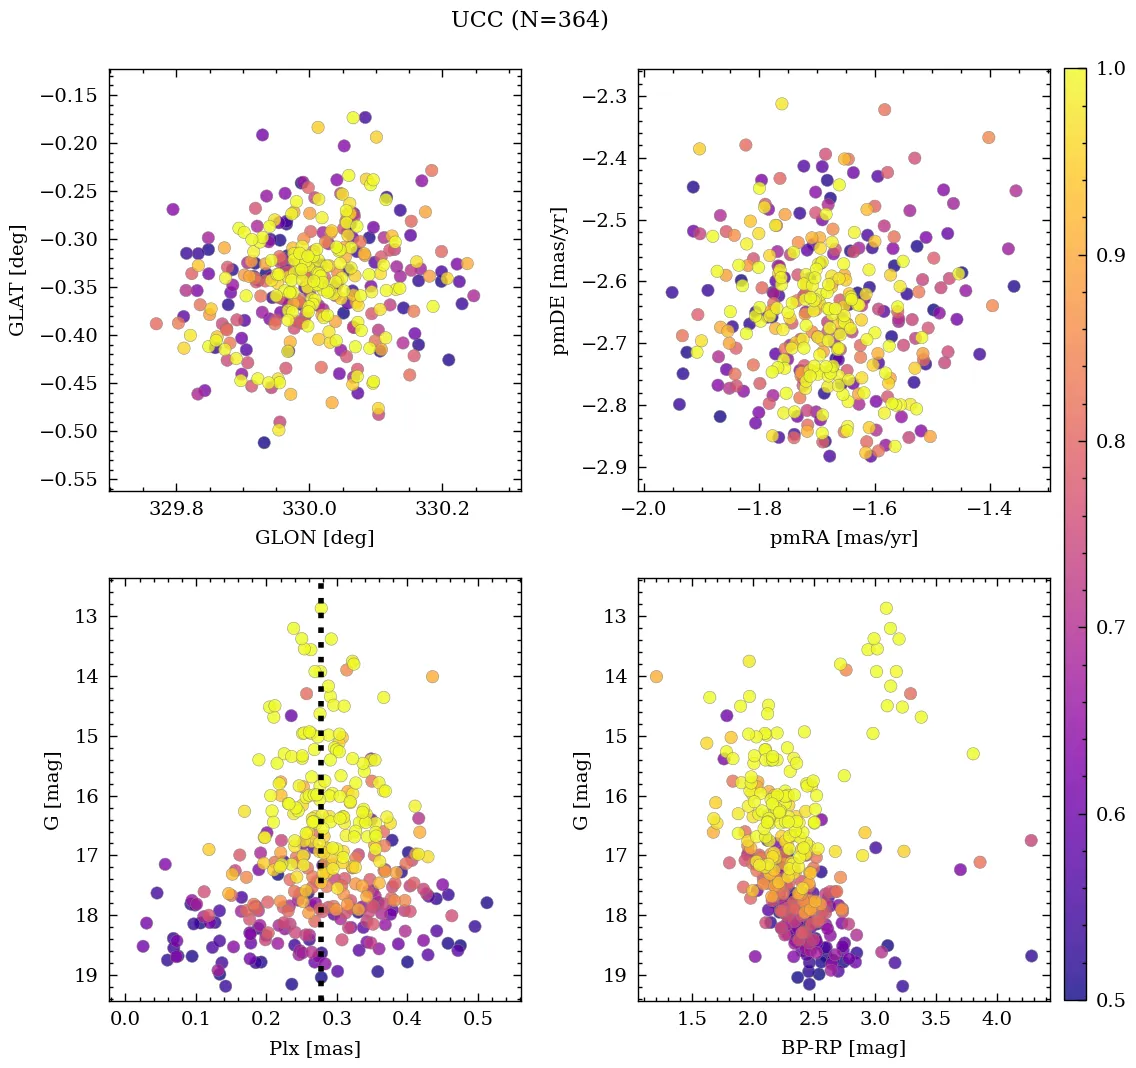 UCC (N=364)
−0.15
−0.20
−0.25
−0.30
−0.35
−0.40
−0.45
−0.50
−0.55
GLAT [deg]
329.8 330.0 330.2
GLON [deg]
−2.3
−2.4
−2.5
−2.6
−2.7
−2.8
−2.9
pmDE [mas/yr]
−2.0 −1.8 −1.6 −1.4
pmRA [mas/yr]
13
14
15
16
17
18
19
G [mag]
0.0 0.1 0.2 0.3 0.4 0.5
Plx [mas]
13
14
15
16
17
18
19
G [mag]
1.5 2.0 2.5 3.0 3.5 4.0
BP-RP [mag]
1.0
0.9
0.8
0.7
0.6
0.5